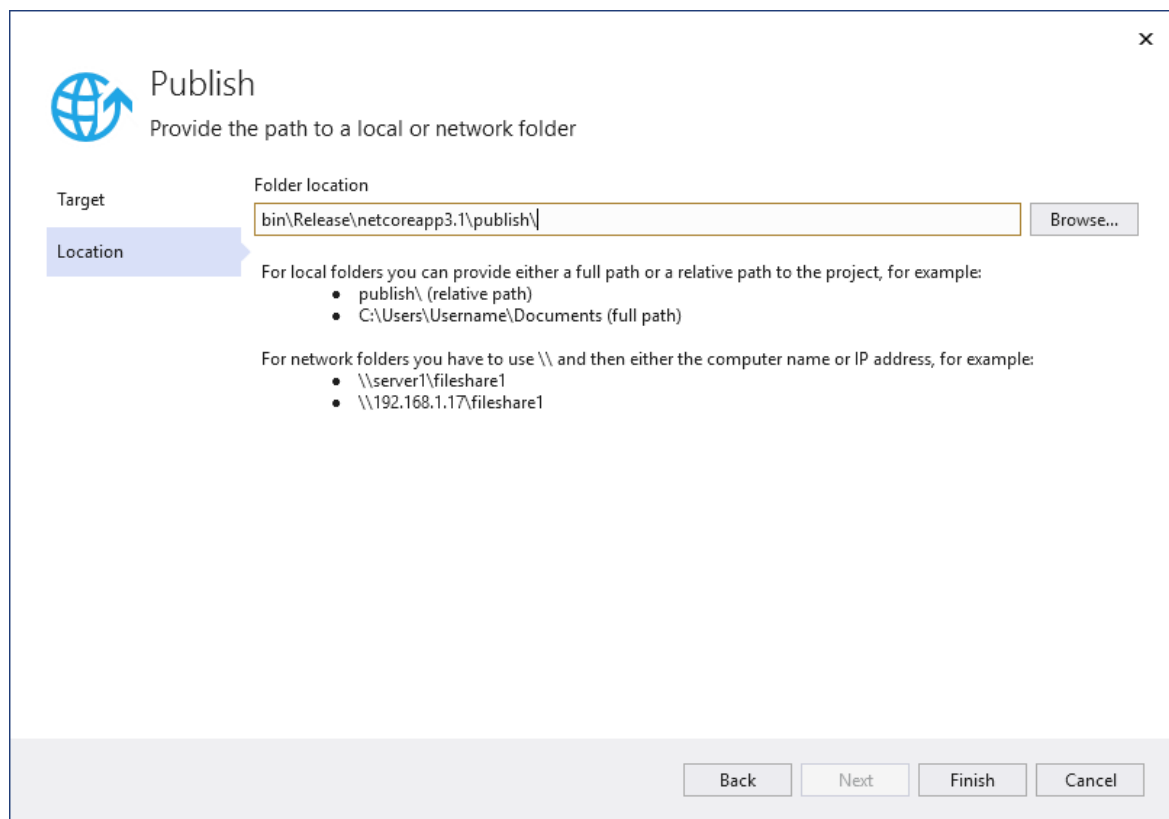 Publish
Provide the path to a local or network folder
Target
Location
Folder location
bin\Release\netcoreapp3.1\publish\
Browse...
For local folders you can provide either a full path or a relative path to the project, for example:
● publish\ (relative path)
● C:\Users\Username\Documents (full path)
For network folders you have to use \\ and then either the computer name or IP address, for example:
● \\server1\fileshare1
● \\192.168.1.17\fileshare1
Back Next Finish Cancel